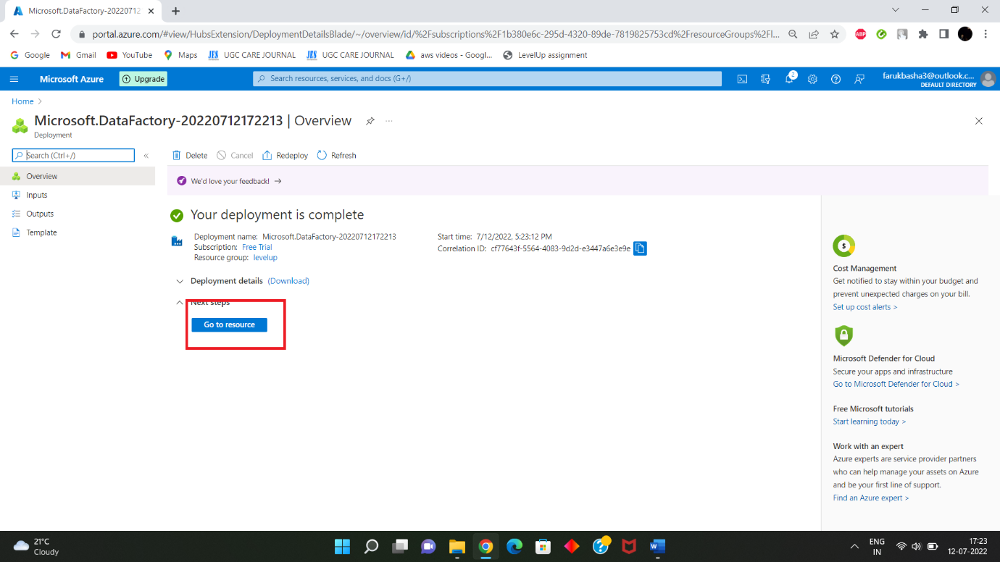 Microsoft.DataFactory-20220712
portal.azure.com/#view/HubsExtension/DeploymentDetailsBlade/~/overview/id/%2Fsubscriptions%2F1b380e6c-295d-4320-89de-7819825753cd%2FresourceGroups%2Fl...
ABP
Google Gmail YouTube Maps JES UGC CARE JOURNAL JES UGC CARE JOURNAL aws videos - Googl... LevelUp assignment
Microsoft Azure Upgrade Search resources, services, and docs (G+/) 2 farukbasha3@outlook.c...
DEFAULT DIRECTORY
Home >
Microsoft.DataFactory-20220712172213 | Overview ...
Deployment
Search (Ctrl+/) «
Delete Cancel Redeploy Refresh
Overview
Inputs
Outputs
Template
We'd love your feedback! →
Your deployment is complete
Deployment name: Microsoft.DataFactory-20220712172213
Subscription: Free Trial
Resource group: levelup
Start time: 7/12/2022, 5:23:12 PM
Correlation ID: cf77643f-5564-4083-9d2d-e3447a6e3e9e
Deployment details (Download)
Next steps
Go to resource
$
Cost Management
Get notified to stay within your budget and
prevent unexpected charges on your bill.
Set up cost alerts >
Microsoft Defender for Cloud
Secure your apps and infrastructure
Go to Microsoft Defender for Cloud >
Free Microsoft tutorials
Start learning today >
Work with an expert
Azure experts are service provider partners
who can help manage your assets on Azure
and be your first line of support.
Find an Azure expert >
21°C
Cloudy
ENG
IN
17:23
12-07-2022